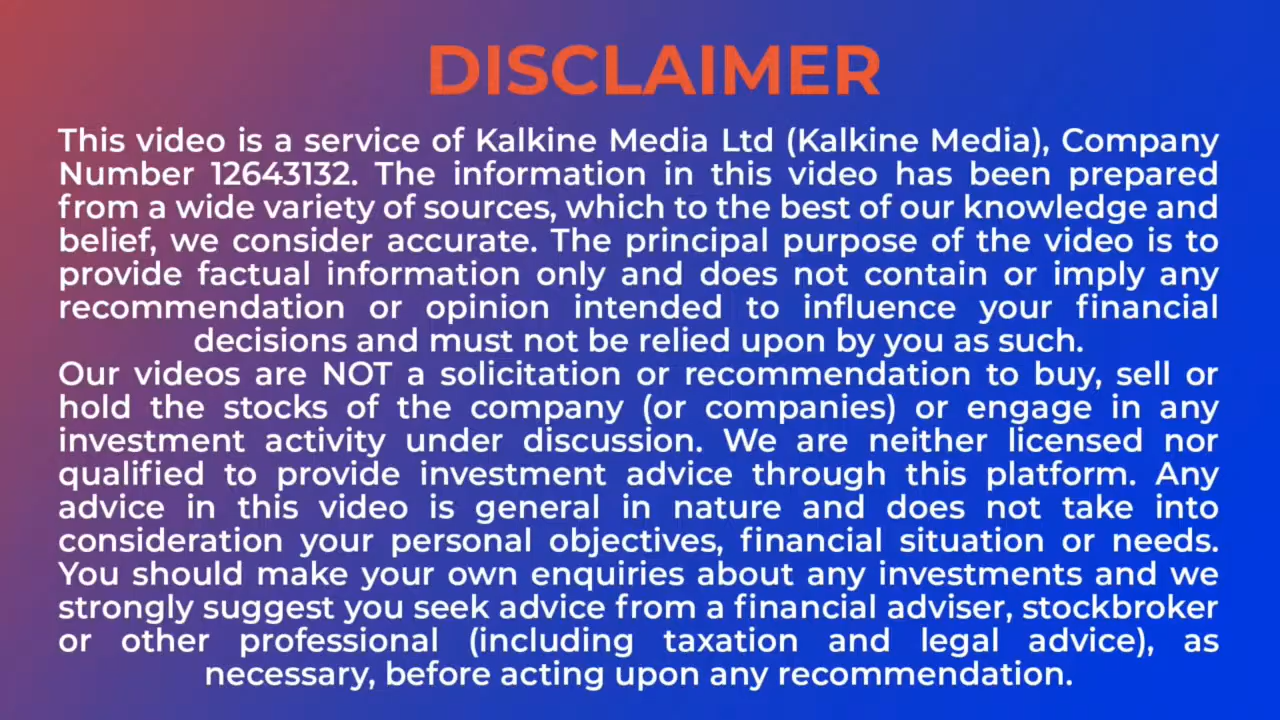 DISCLAIMER
This video is a service of Kalkine Media Ltd (Kalkine Media), Company
Number 12643132. The information in this video has been prepared
from a wide variety of sources, which to the best of our knowledge and
belief, we consider accurate. The principal purpose of the video is to
provide factual information only and does not contain or imply any
recommendation or opinion intended to influence your financial
decisions and must not be relied upon by you as such.
Our videos are NOT a solicitation or recommendation to buy, sell or
hold the stocks of the company (or companies) or engage in any
investment activity under discussion. We are neither licensed nor
qualified to provide investment advice through this platform. Any
advice in this video is general in nature and does not take into
consideration your personal objectives, financial situation or needs.
You should make your own enquiries about any investments and we
strongly suggest you seek advice from a financial adviser, stockbroker
or other professional (including taxation and legal advice), as
necessary, before acting upon any recommendation.